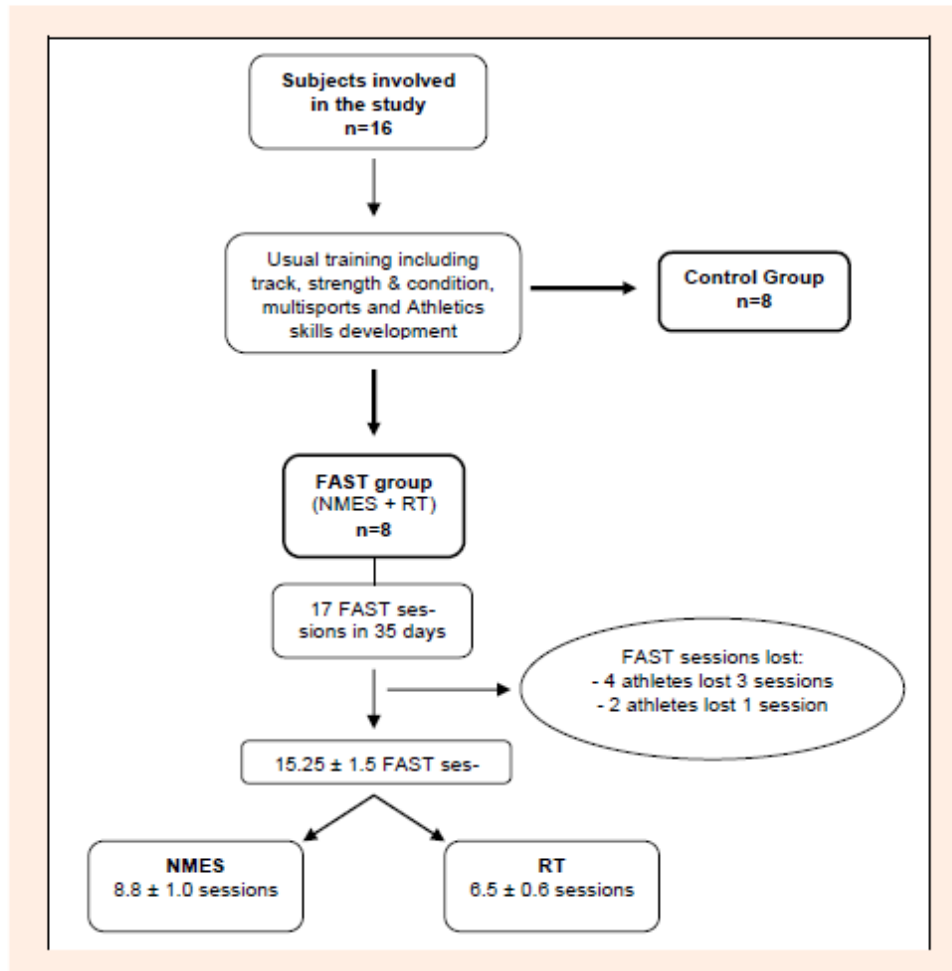 Subjects involved
in the study
n=16
Usual training including
track, strength & condition,
multisports and Athletics
skills development
Control Group
n=8
FAST group
(NMES + RT)
n=8
17 FAST ses-
sions in 35 days
FAST sessions lost:
- 4 athletes lost 3 sessions
- 2 athletes lost 1 session
15.25 ± 1.5 FAST ses-
NMES
8.8 ± 1.0 sessions
RT
6.5 ± 0.6 sessions